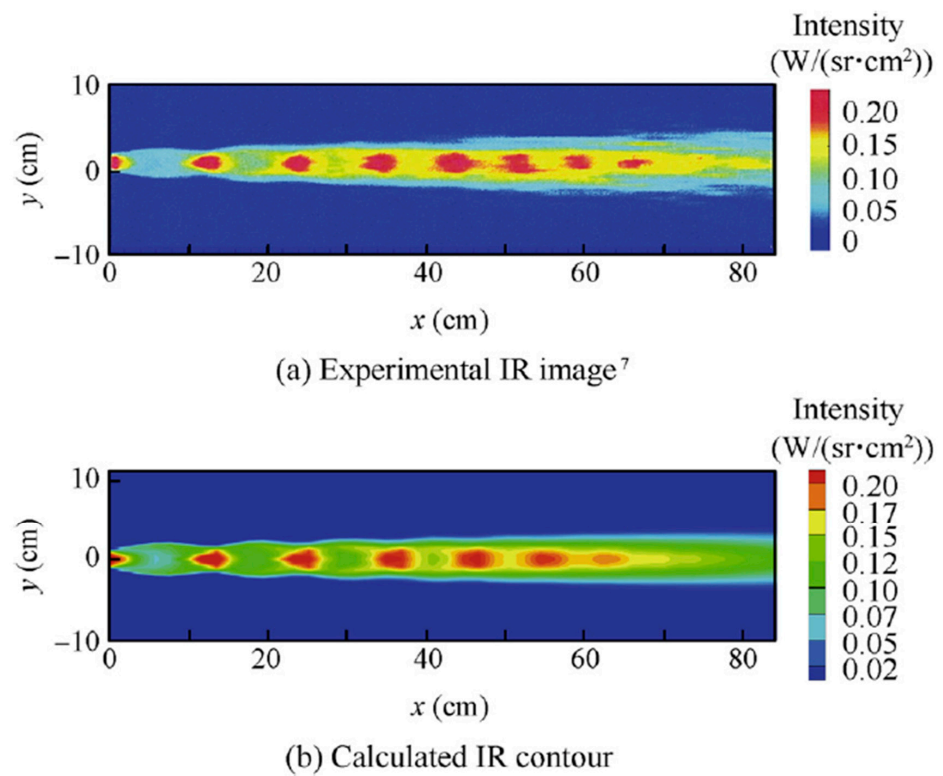 Intensity
(W/(sr·cm²))
10
0
−10
y (cm)
0 20 40 60 80
x (cm)
0.20
0.15
0.10
0.05
0
(a) Experimental IR image⁷
Intensity
(W/(sr·cm²))
10
0
−10
y (cm)
0 20 40 60 80
x (cm)
0.20
0.17
0.15
0.12
0.10
0.07
0.05
0.02
(b) Calculated IR contour